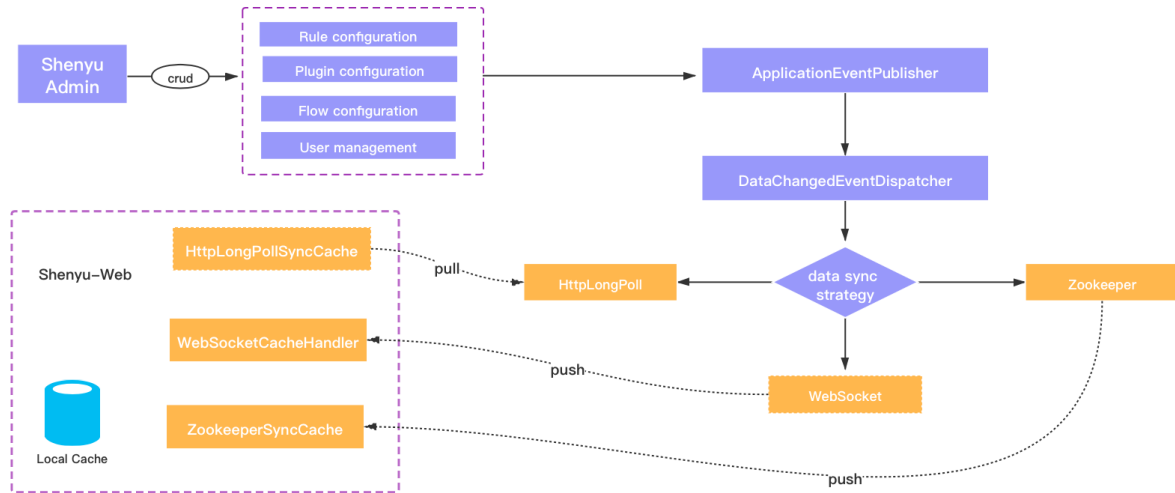 Shenyu
Admin
crud
Rule configuration
Plugin configuration
Flow configuration
User management
ApplicationEventPublisher
DataChangedEventDispatcher
data sync
strategy
HttpLongPoll
Zookeeper
WebSocket
pull
push
push
Shenyu-Web
HttpLongPollSyncCache
WebSocketCacheHandler
ZookeeperSyncCache
Local Cache